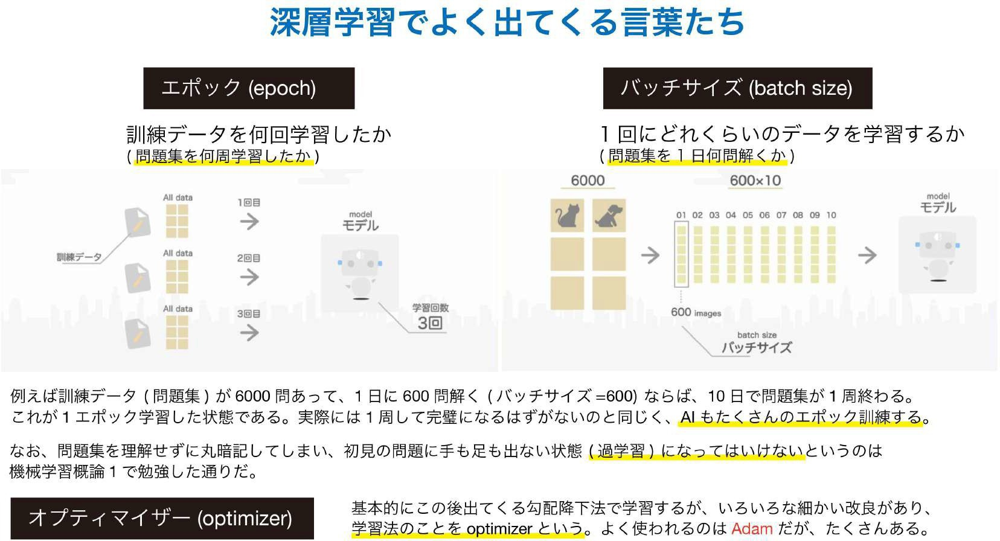 深層学習でよく出てくる言葉たち
エポック (epoch)
訓練データを何回学習したか
( 問題集を何周学習したか )
All data
1回目
訓練データ
All data
2回目
All data
3回目
model
モデル
学習回数
3回
バッチサイズ (batch size)
1 回にどれくらいのデータを学習するか
( 問題集を 1 日何問解くか )
6000
600×10
01 02 03 04 05 06 07 08 09 10
model
モデル
600 images
batch size
バッチサイズ
例えば訓練データ ( 問題集 ) が 6000 問あって、1 日に 600 問解く ( バッチサイズ =600) ならば、10 日で問題集が 1 周終わる。
これが 1 エポック学習した状態である。実際には 1 周して完璧になるはずがないのと同じく、AI もたくさんのエポック訓練する。
なお、問題集を理解せずに丸暗記してしまい、初見の問題に手も足も出ない状態 ( 過学習 ) になってはいけないというのは
機械学習概論 1 で勉強した通りだ。
オプティマイザー (optimizer)
基本的にこの後出てくる勾配降下法で学習するが、いろいろな細かい改良があり、
学習法のことを optimizer という。よく使われるのは Adam だが、たくさんある。